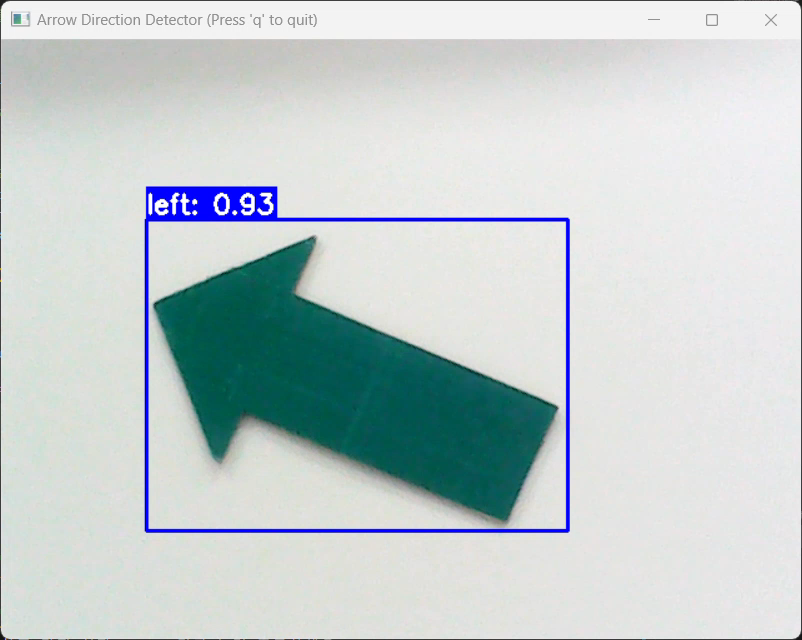 Arrow Direction Detector (Press 'q' to quit)
left: 0.93